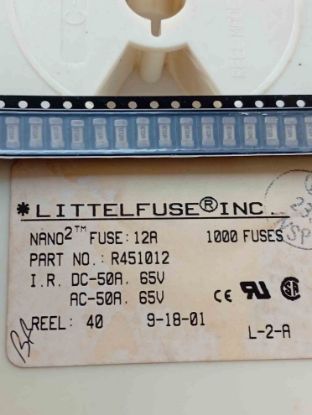 *LITTELFUSE®INC.
NANO²™ FUSE: 12A 1000 FUSES
PART NO.: R451012
I.R. DC-50A, 65V
AC-50A, 65V
REEL: 40 9-18-01
L-2-A